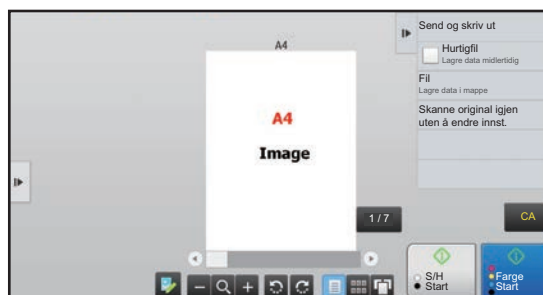 A4
A4
Image
1 / 7
Send og skriv ut
Hurtigfil
Lagre data midlertidig
Fil
Lagre data i mappe
Skanne original igjen
uten å endre innst.
CA
S/H
Start
Farge
Start